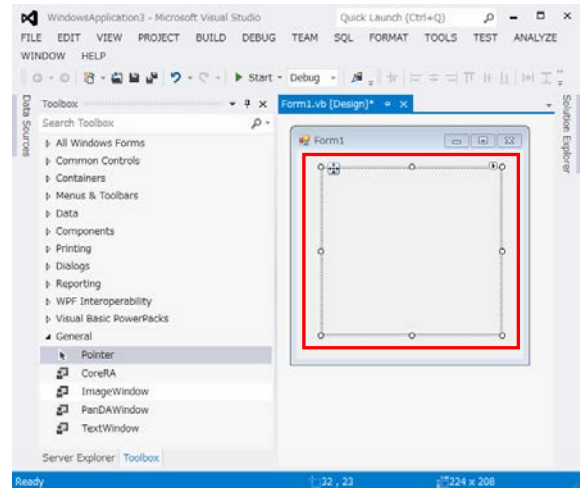 WindowsApplication3 - Microsoft Visual Studio Quick Launch (Ctrl+Q)
FILE EDIT VIEW PROJECT BUILD DEBUG TEAM SQL FORMAT TOOLS TEST ANALYZE
WINDOW HELP
Start Debug
Data Sources
Toolbox
Search Toolbox
All Windows Forms
Common Controls
Containers
Menus & Toolbars
Data
Components
Printing
Dialogs
Reporting
WPF Interoperability
Visual Basic PowerPacks
General
Pointer
CoreRA
ImageWindow
PanDAWindow
TextWindow
Server Explorer Toolbox
Form1.vb [Design]*
Form1
Solution Explorer
Ready 32 , 23 224 x 208